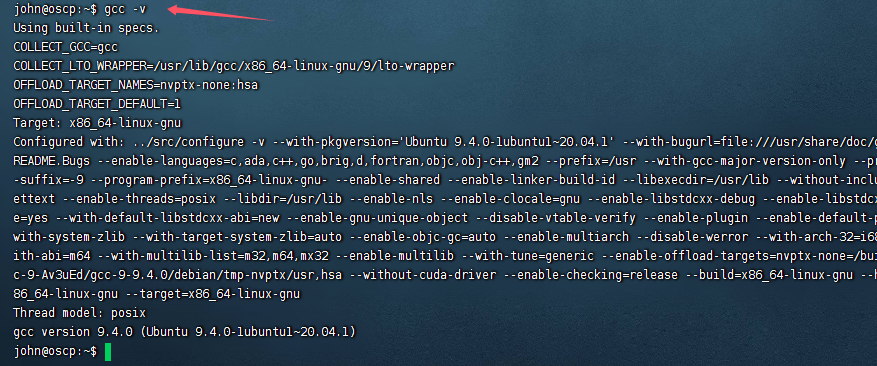 john@oscp:~$ gcc -v
Using built-in specs.
COLLECT_GCC=gcc
COLLECT_LTO_WRAPPER=/usr/lib/gcc/x86_64-linux-gnu/9/lto-wrapper
OFFLOAD_TARGET_NAMES=nvptx-none:hsa
OFFLOAD_TARGET_DEFAULT=1
Target: x86_64-linux-gnu
Configured with: ../src/configure -v --with-pkgversion='Ubuntu 9.4.0-1ubuntu1~20.04.1' --with-bugurl=file:///usr/share/doc/g
README.Bugs --enable-languages=c,ada,c++,go,brig,d,fortran,objc,obj-c++,gm2 --prefix=/usr --with-gcc-major-version-only --pr
-suffix=-9 --program-prefix=x86_64-linux-gnu- --enable-shared --enable-linker-build-id --libexecdir=/usr/lib --without-inclu
ettext --enable-threads=posix --libdir=/usr/lib --enable-nls --enable-clocale=gnu --enable-libstdcxx-debug --enable-libstdcx
e=yes --with-default-libstdcxx-abi=new --enable-gnu-unique-object --disable-vtable-verify --enable-plugin --enable-default-p
with-system-zlib --with-target-system-zlib=auto --enable-objc-gc=auto --enable-multiarch --disable-werror --with-arch-32=i68
ith-abi=m64 --with-multilib-list=m32,m64,mx32 --enable-multilib --with-tune=generic --enable-offload-targets=nvptx-none=/bui
c-9-Av3uEd/gcc-9-9.4.0/debian/tmp-nvptx/usr,hsa --without-cuda-driver --enable-checking=release --build=x86_64-linux-gnu --h
86_64-linux-gnu --target=x86_64-linux-gnu
Thread model: posix
gcc version 9.4.0 (Ubuntu 9.4.0-1ubuntu1~20.04.1)
john@oscp:~$